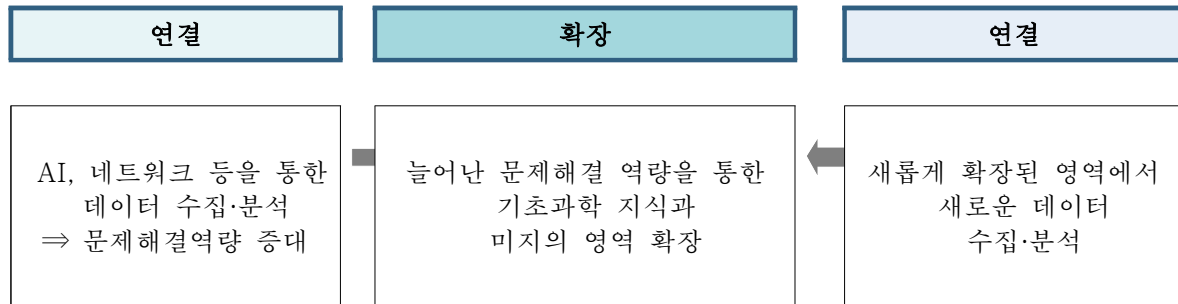 연결
AI, 네트워크 등을 통한
데이터 수집·분석
⇒ 문제해결역량 증대
확장
늘어난 문제해결 역량을 통한
기초과학 지식과
미지의 영역 확장
연결
새롭게 확장된 영역에서
새로운 데이터
수집·분석